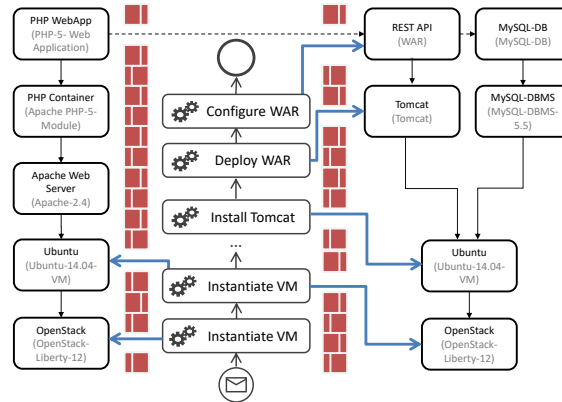 PHP WebApp
(PHP-5- Web
Application)
PHP Container
(Apache PHP-5-
Module)
Apache Web
Server
(Apache-2.4)
Ubuntu
(Ubuntu-14.04-
VM)
OpenStack
(OpenStack-
Liberty-12)
Configure WAR
Deploy WAR
Install Tomcat
...
Instantiate VM
Instantiate VM
REST API
(WAR)
Tomcat
(Tomcat)
MySQL-DB
(MySQL-DB)
MySQL-DBMS
(MySQL-DBMS-
5.5)
Ubuntu
(Ubuntu-14.04-
VM)
OpenStack
(OpenStack-
Liberty-12)